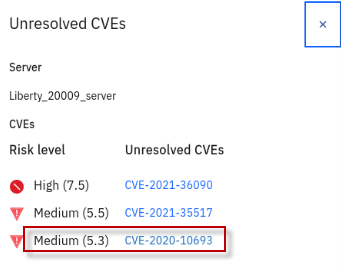 Unresolved CVEs
×
Server
Liberty_20009_server
CVEs
Risk level Unresolved CVEs
High (7.5) CVE-2021-36090
Medium (5.5) CVE-2021-35517
Medium (5.3) CVE-2020-10693